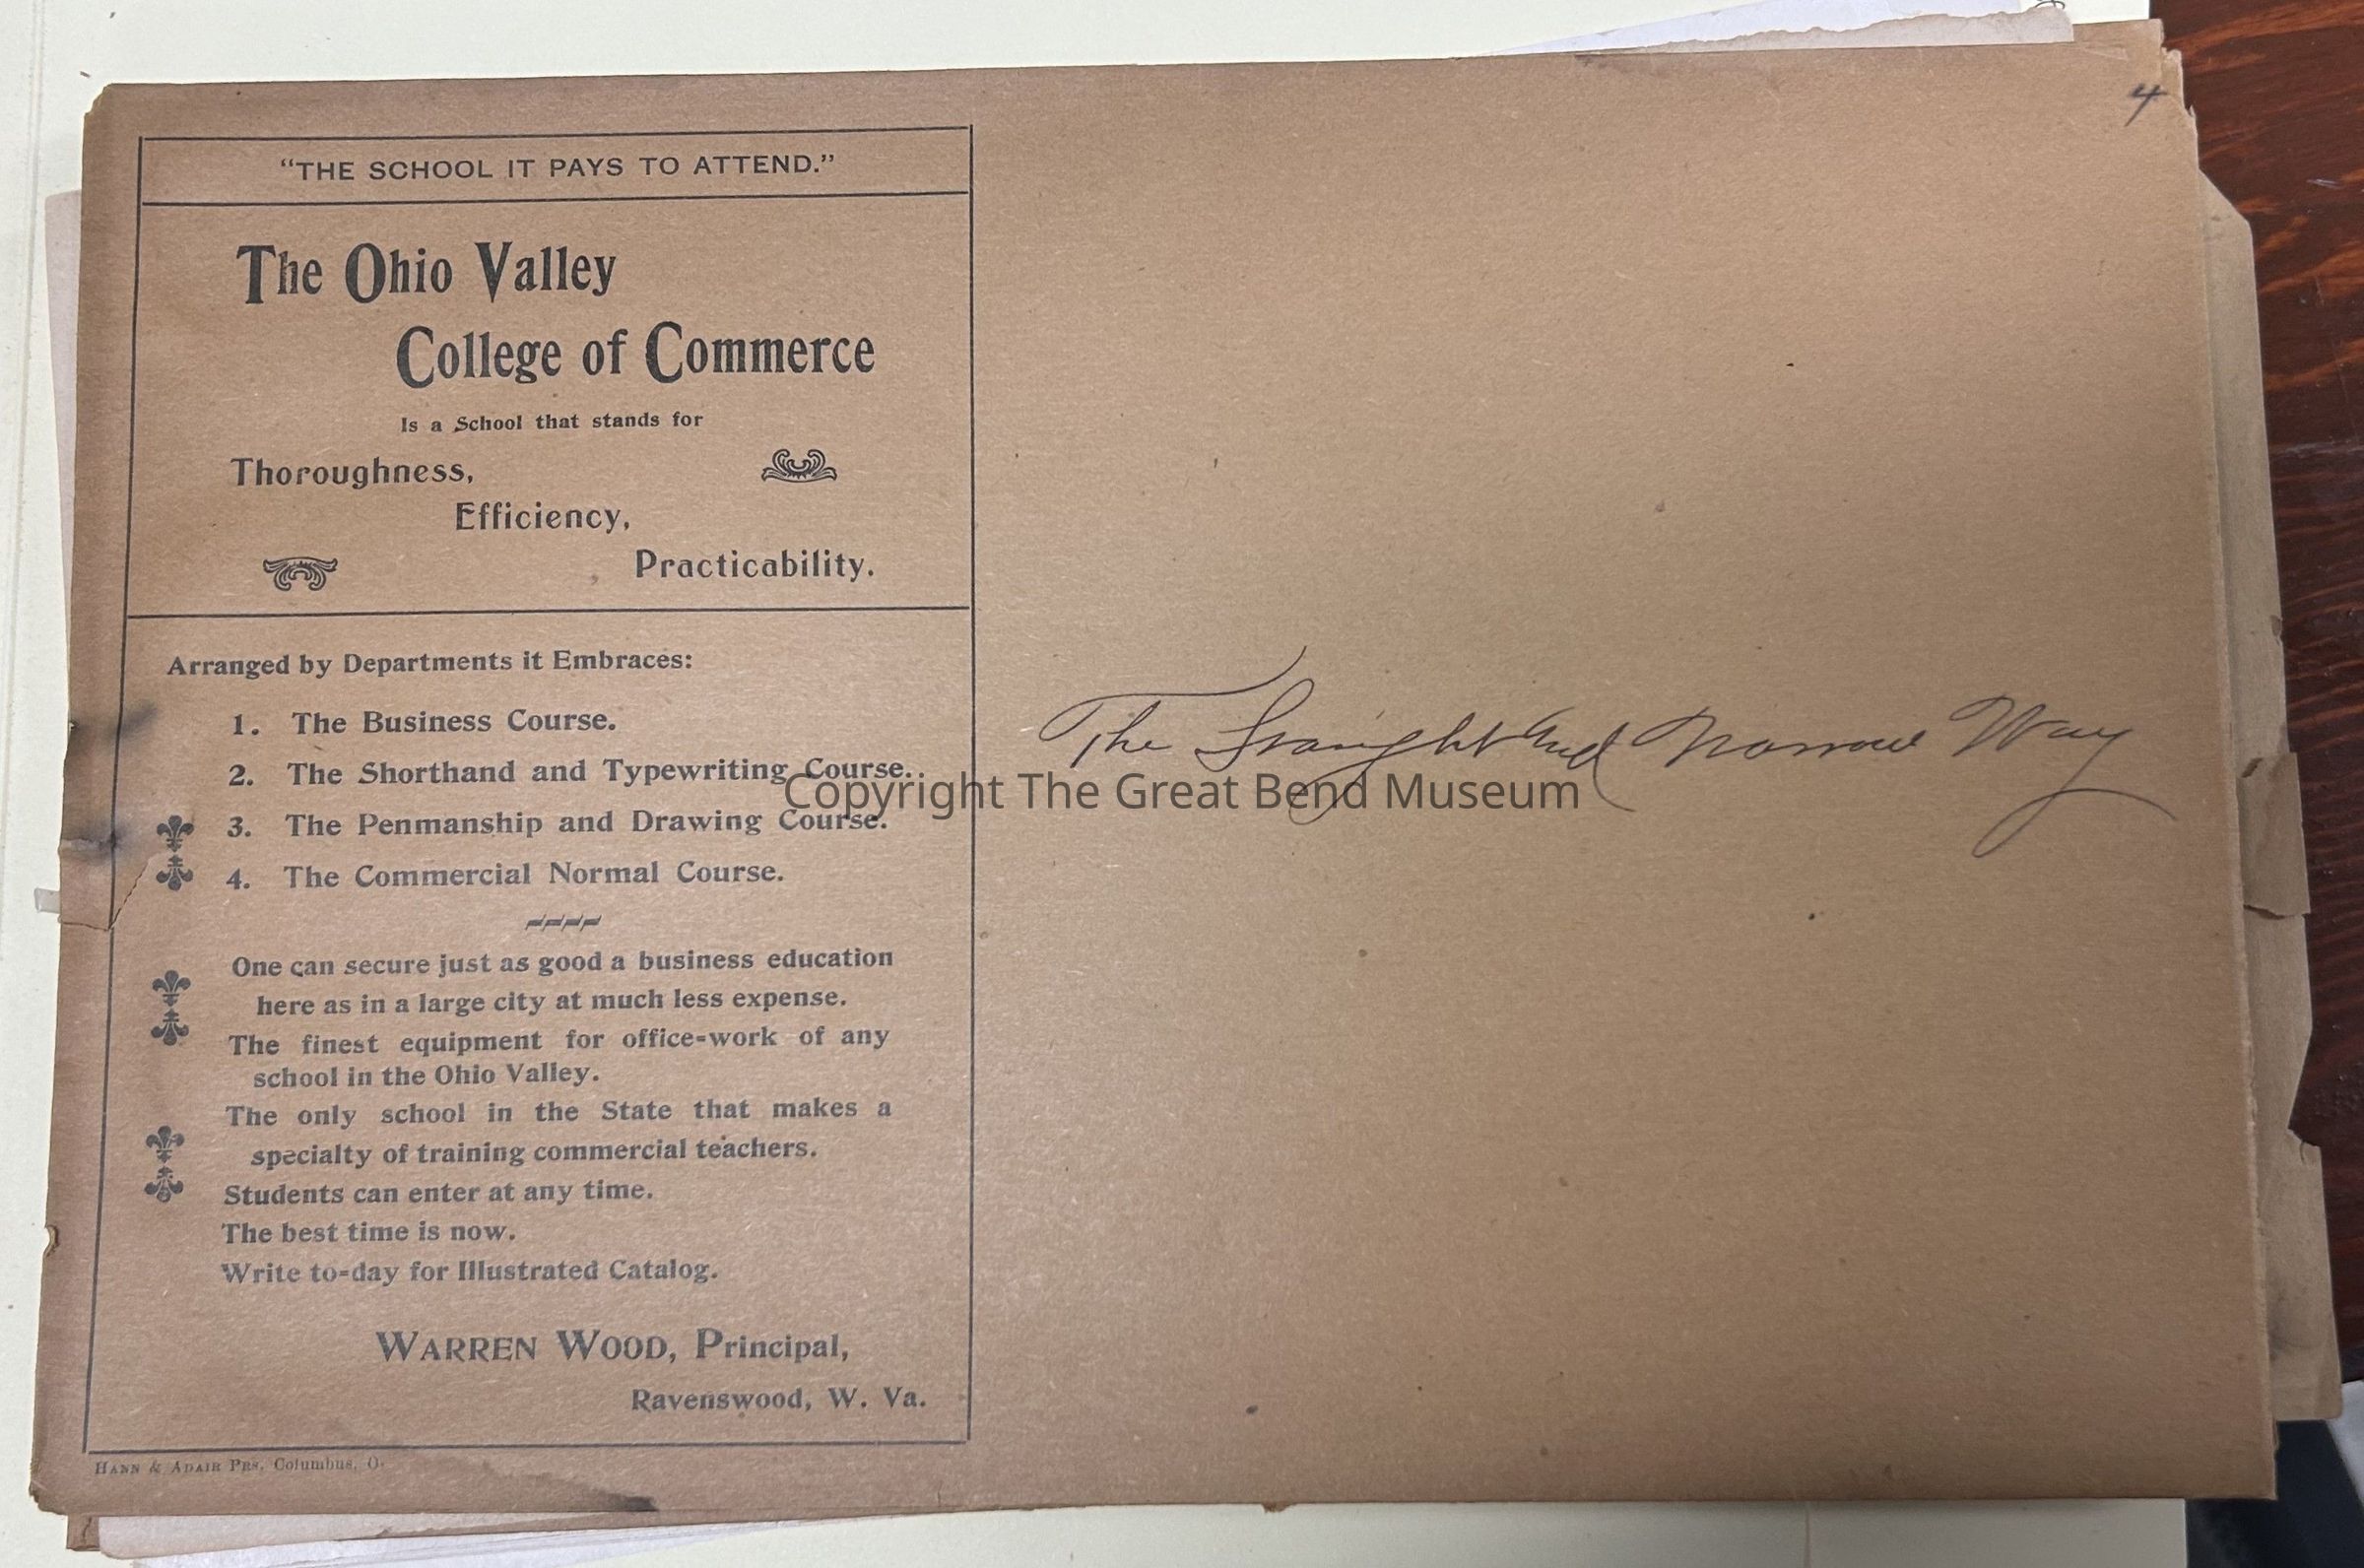 4
"THE SCHOOL IT PAYS TO ATTEND."
The Ohio Valley
College of Commerce
Is a School that stands for
Thoroughness,
Efficiency,
Practicability.
Arranged by Departments it Embraces:
1. The Business Course.
2. The Shorthand and Typewriting Course.
3. The Penmanship and Drawing Course.
4. The Commercial Normal Course.
One can secure just as good a business education
here as in a large city at much less expense.
The finest equipment for office-work of any
school in the Ohio Valley.
The only school in the State that makes a
specialty of training commercial teachers.
Students can enter at any time.
The best time is now.
Write to-day for Illustrated Catalog.
WARREN WOOD, Principal,
Ravenswood, W. Va.
HANN & ADAIR PRS. Columbus, O.
The Straight and Narrow Way
Copyright The Great Bend Museum